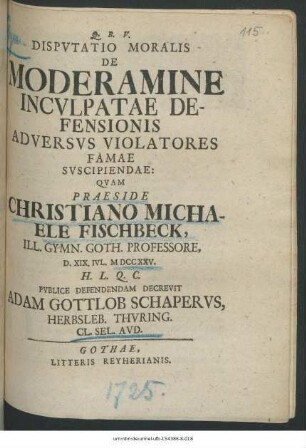 115.
Q. B. V.
DISPVTATIO MORALIS
DE
MODERAMINE
INCVLPATAE DE-
FENSIONIS
ADVERSVS VIOLATORES
FAMAE
SVSCIPIENDAE:
QVAM
PRAESIDE
CHRISTIANO MICHA-
ELE FISCHBECK,
ILL. GYMN. GOTH. PROFESSORE,
D. XIX. IVL. MDCCXXV.
H. L. Q. C.
PVBLICE DEFENDENDAM DECREVIT
ADAM GOTTLOB SCHAPERVS,
HERBSLEB. THVRING.
CL. SEL. AVD.
GOTHAE,
LITTERIS REYHERIANIS.
1725.